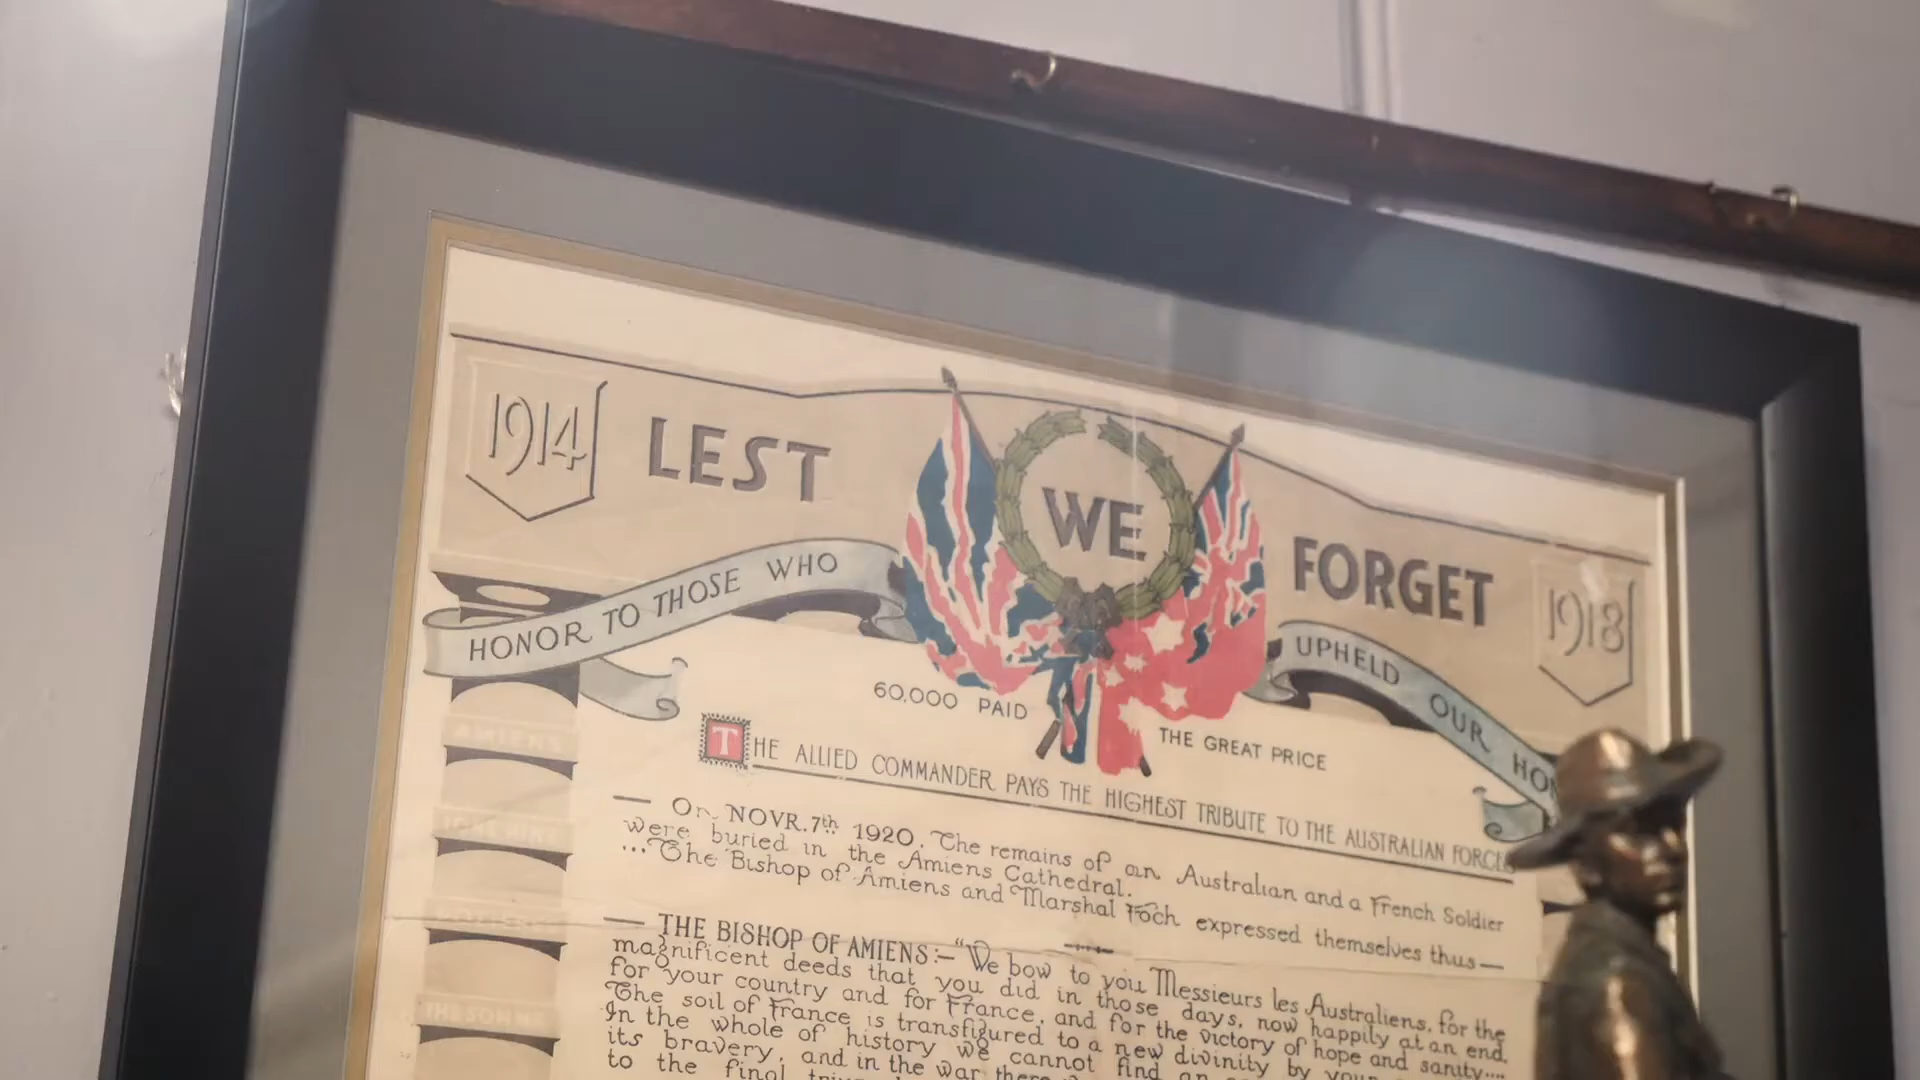 1914 LEST WE FORGET 1918
HONOR TO THOSE WHO UPHELD OUR
60,000 PAID THE GREAT PRICE
THE ALLIED COMMANDER PAYS THE HIGHEST TRIBUTE TO THE AUSTRALIAN FORCES
— On NOVR. 7th 1920. The remains of an Australian and a French Soldier
were buried in the Amiens Cathedral.
... The Bishop of Amiens and Marshal Foch expressed themselves thus —
— THE BISHOP OF AMIENS:— "We bow to you Messieurs les Australiens, for the
magnificent deeds that you did in those days, now happily at an end,
for your country and for France, and for the victory of hope and sanity....
The soil of France is transfigured to a new divinity by your
In the whole of history we cannot find an
its bravery, and in the war there
to the final
AMIENS
THE SOMME